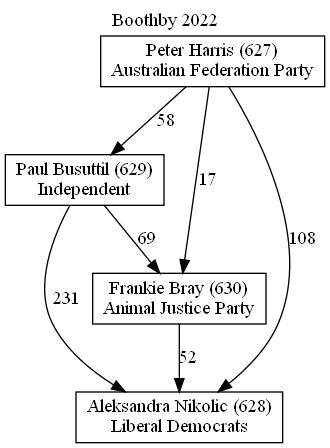 Boothby 2022
Peter Harris (627)
Australian Federation Party
58
Paul Busuttil (629)
Independent
17
69
108
231
Frankie Bray (630)
Animal Justice Party
52
Aleksandra Nikolic (628)
Liberal Democrats